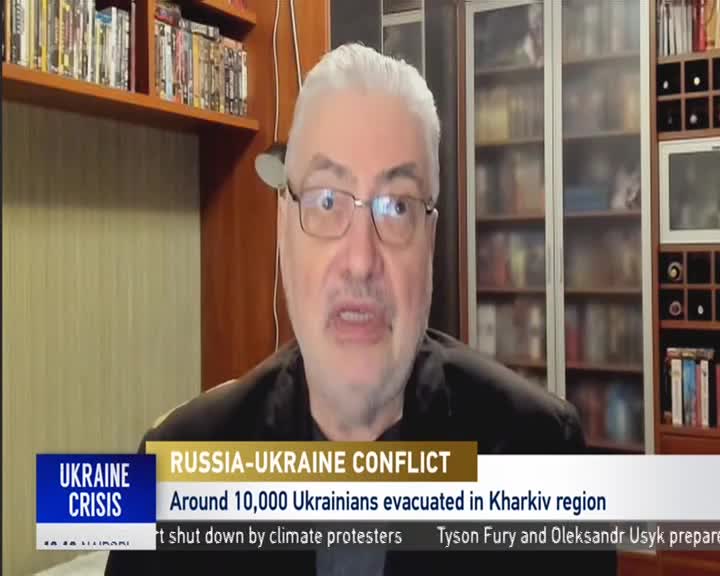 RUSSIA-UKRAINE CONFLICT
UKRAINE
CRISIS
Around 10,000 Ukrainians evacuated in Kharkiv region
rt shut down by climate protesters Tyson Fury and Oleksandr Usyk prepare